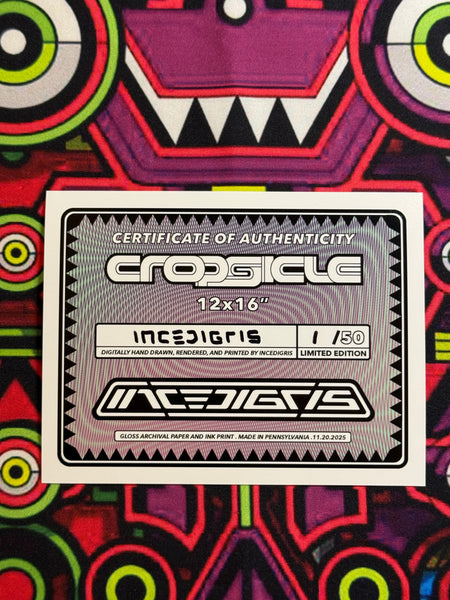 CERTIFICATE OF AUTHENTICITY
CROPSICLE
12x16"
INCEDIGRIS 1 /50
DIGITALLY HAND DRAWN, RENDERED, AND PRINTED BY INCEDIGRIS LIMITED EDITION
INCEDIGRIS
GLOSS ARCHIVAL PAPER AND INK PRINT . MADE IN PENNSYLVANIA .11.20.2025